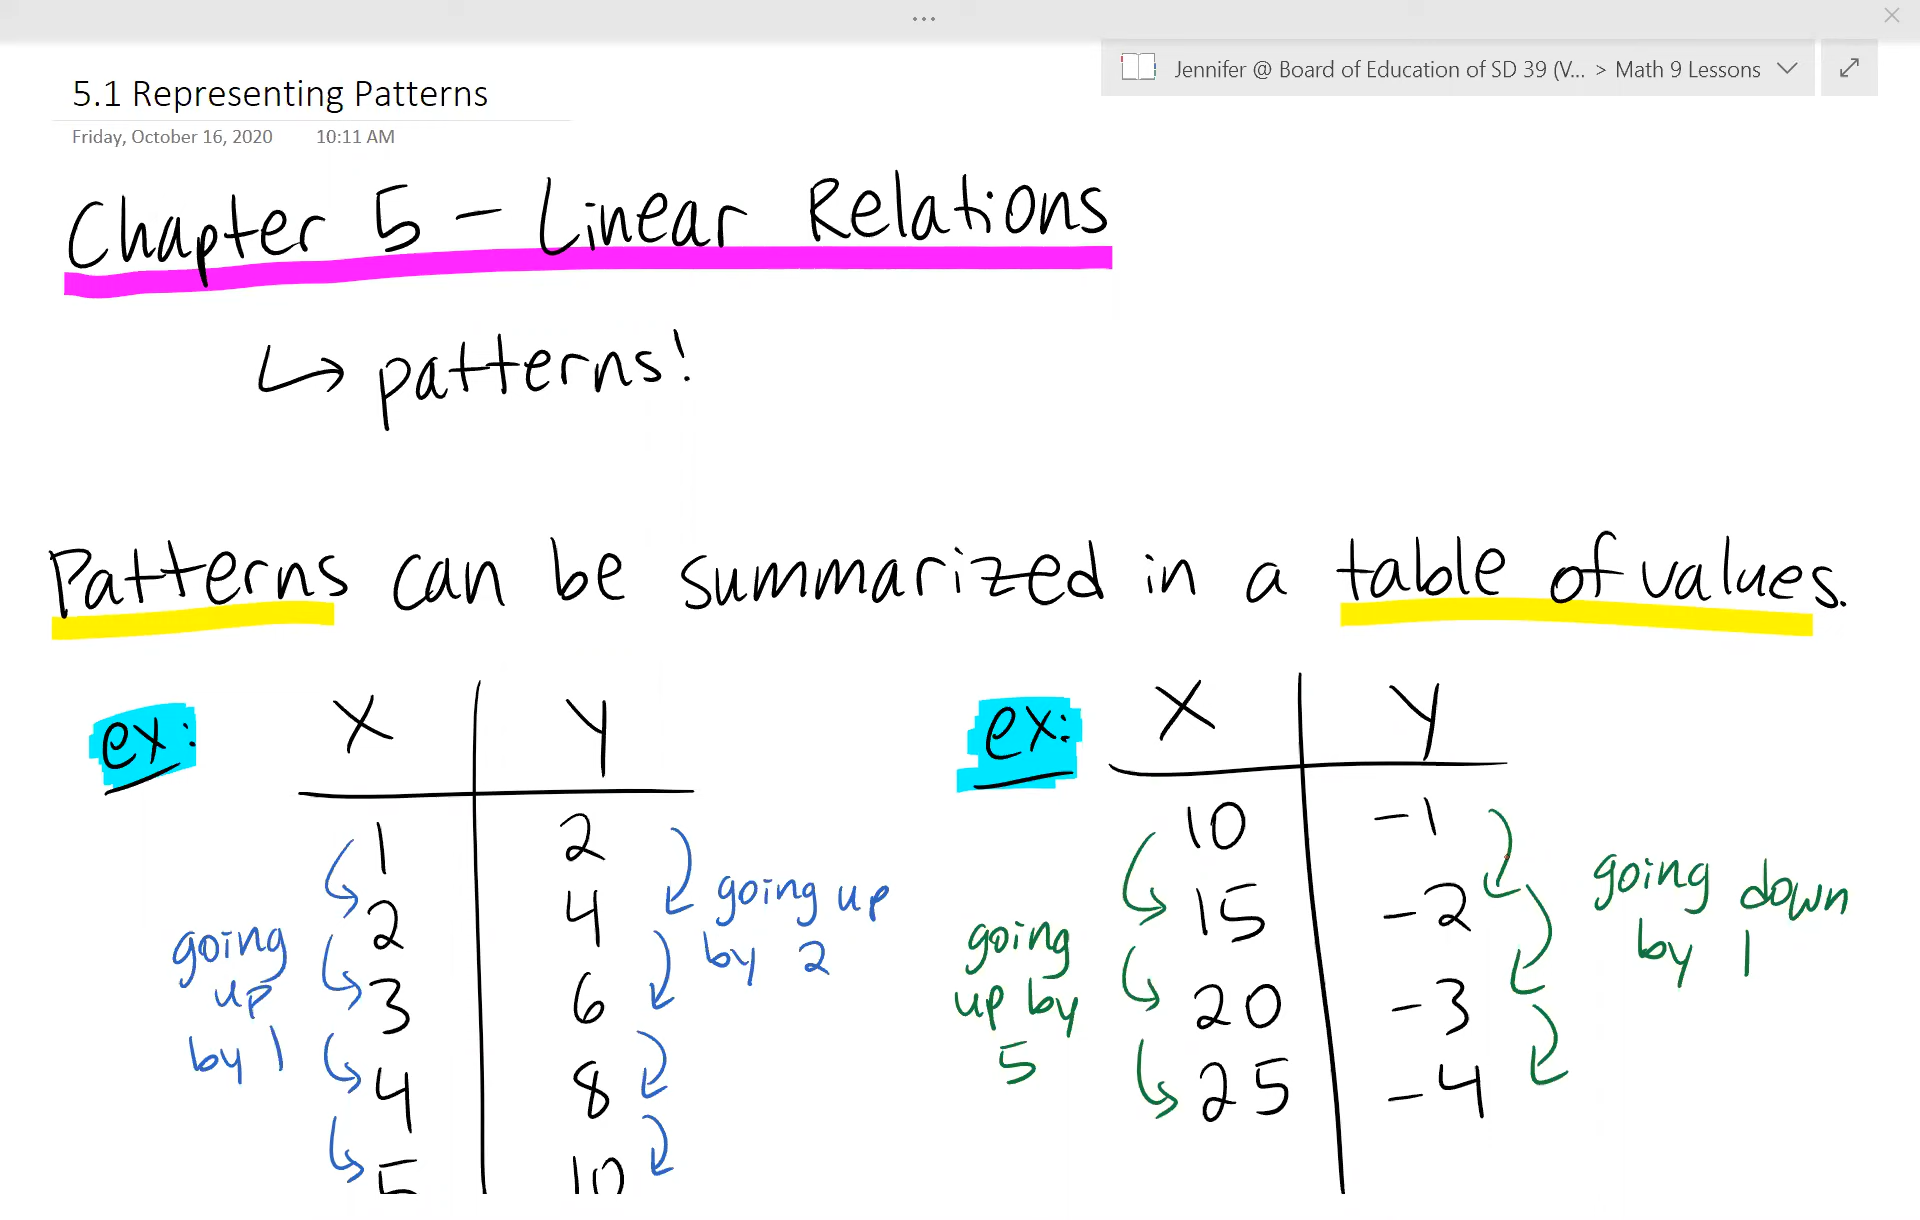 ...
Jennifer @ Board of Education of SD 39 (V... > Math 9 Lessons
5.1 Representing Patterns
Friday, October 16, 2020 10:11 AM
Chapter 5 - Linear Relations
↳ patterns!
Patterns can be summarized in a table of values.
ex:
x y
1 2
2 4
3 6
4 8
5 10
going
up
by 1
going up
by 2
ex:
x y
10 -1
15 -2
20 -3
25 -4
going
up by
5
going down
by 1